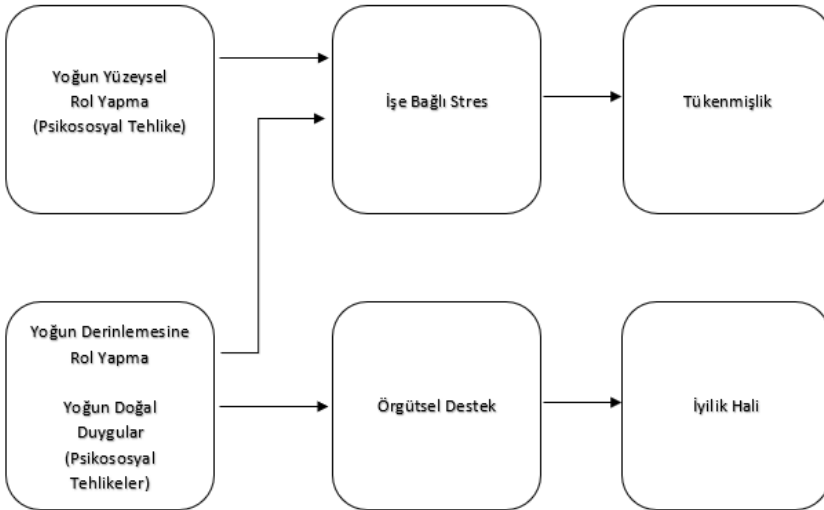 Yoğun Yüzeysel
Rol Yapma
(Psikososyal Tehlike)
İşe Bağlı Stres
Tükenmişlik
Yoğun Derinlemesine
Rol Yapma
Yoğun Doğal
Duygular
(Psikososyal
Tehlikeler)
Örgütsel Destek
İyilik Hali